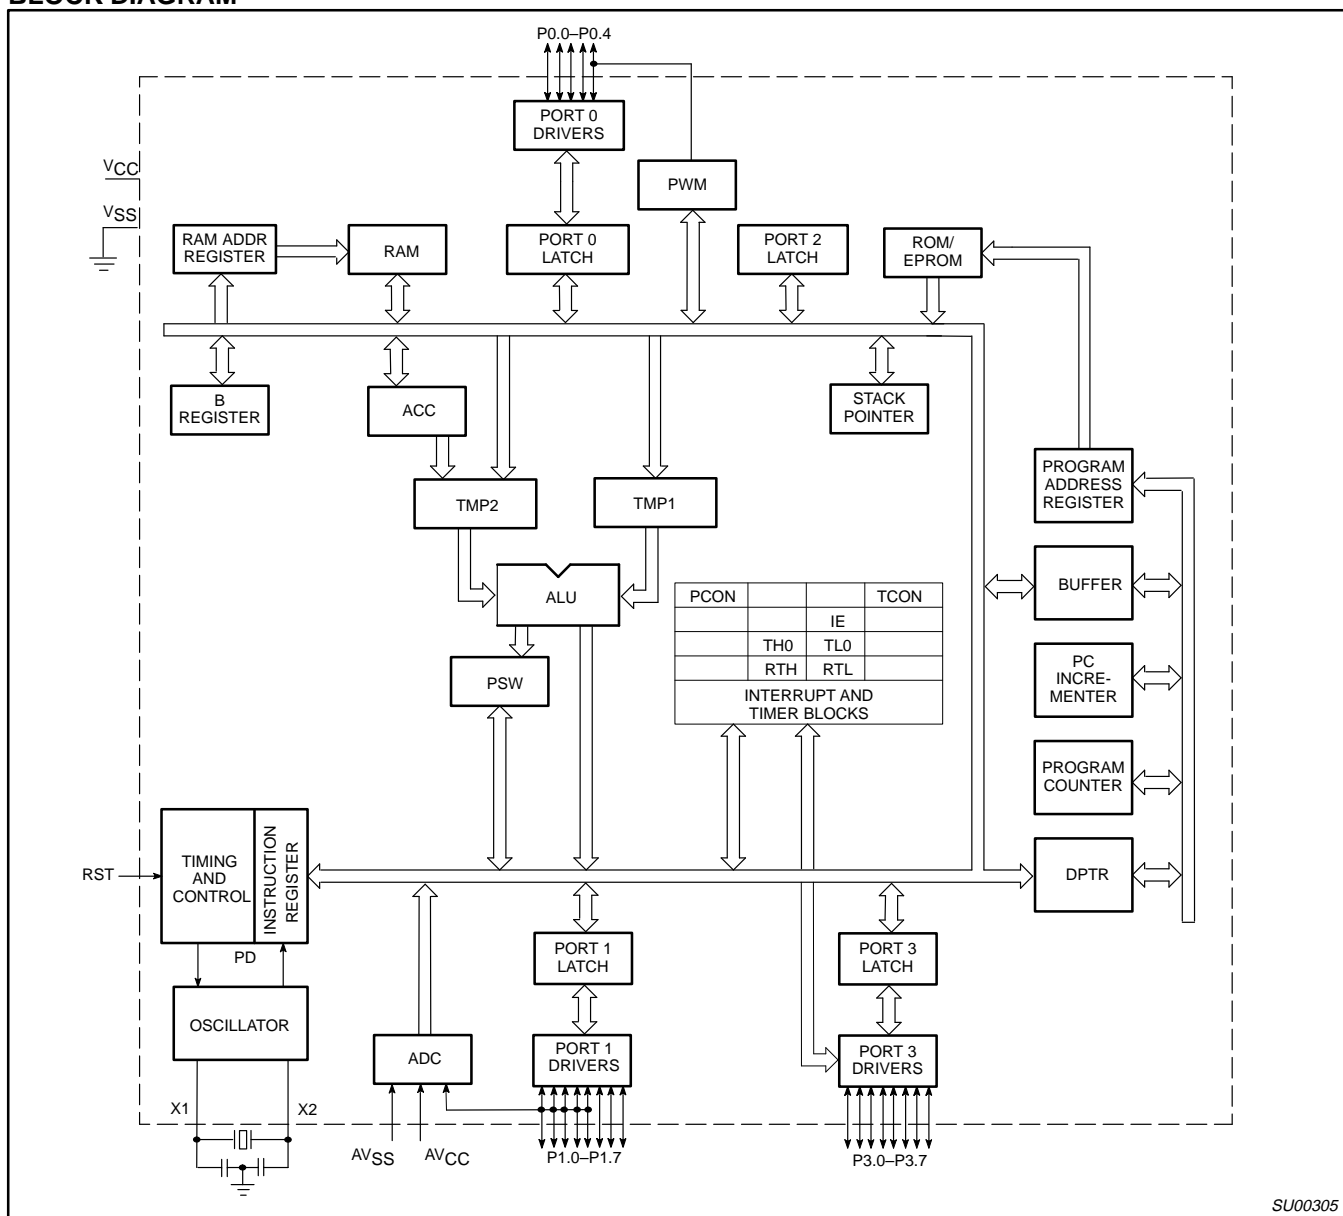 BLOCK DIAGRAM
P0.0–P0.4
PORT 0
DRIVERS
VCC
PWM
VSS
RAM ADDR
REGISTER
RAM
PORT 0
LATCH
PORT 2
LATCH
ROM/
EPROM
B
REGISTER
ACC
STACK
POINTER
PROGRAM
ADDRESS
REGISTER
TMP2
TMP1
ALU
BUFFER
PCON
TCON
IE
TH0
TL0
RTH
RTL
INTERRUPT AND
TIMER BLOCKS
PSW
PC
INCRE-
MENTER
PROGRAM
COUNTER
RST
TIMING
AND
CONTROL
INSTRUCTION
REGISTER
DPTR
PD
PORT 1
LATCH
PORT 3
LATCH
OSCILLATOR
ADC
PORT 1
DRIVERS
PORT 3
DRIVERS
X1
X2
AVSS
AVCC
P1.0–P1.7
P3.0–P3.7
SU00305